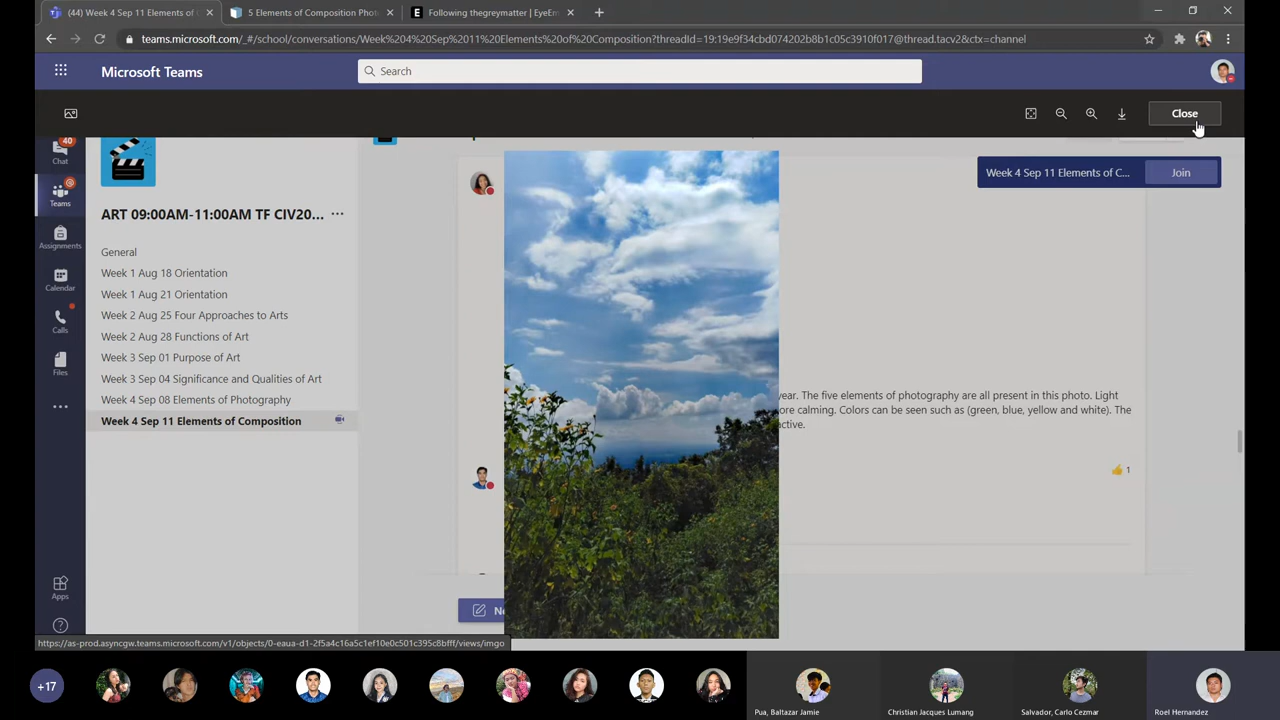 (44) Week 4 Sep 11 Elements of
5 Elements of Composition Phot
Following thegreymatter | EyeEm
teams.microsoft.com/_#/school/conversations/Week%204%20Sep%2011%20Elements%20of%20Composition?threadId=19:19e9f34cbd074202b8b1c05c3910f017@thread.tacv2&ctx=channel
Microsoft Teams
Search
Close
40
Chat
Teams
Assignments
Calendar
Calls
Files
Apps
ART 09:00AM-11:00AM TF CIV20...
General
Week 1 Aug 18 Orientation
Week 1 Aug 21 Orientation
Week 2 Aug 25 Four Approaches to Arts
Week 2 Aug 28 Functions of Art
Week 3 Sep 01 Purpose of Art
Week 3 Sep 04 Significance and Qualities of Art
Week 4 Sep 08 Elements of Photography
Week 4 Sep 11 Elements of Composition
Week 4 Sep 11 Elements of C...
Join
year. The five elements of photography are all present in this photo. Light
ore calming. Colors can be seen such as (green, blue, yellow and white). The
active.
1
https://as-prod.asyncgw.teams.microsoft.com/v1/objects/0-eaua-d1-2f5a4c16a5c1ef10e0c501c395c8bfff/views/imgo
+17
Pua, Baltazar Jamie
Christian Jacques Lumang
Salvador, Carlo Cezmar
Roel Hernandez